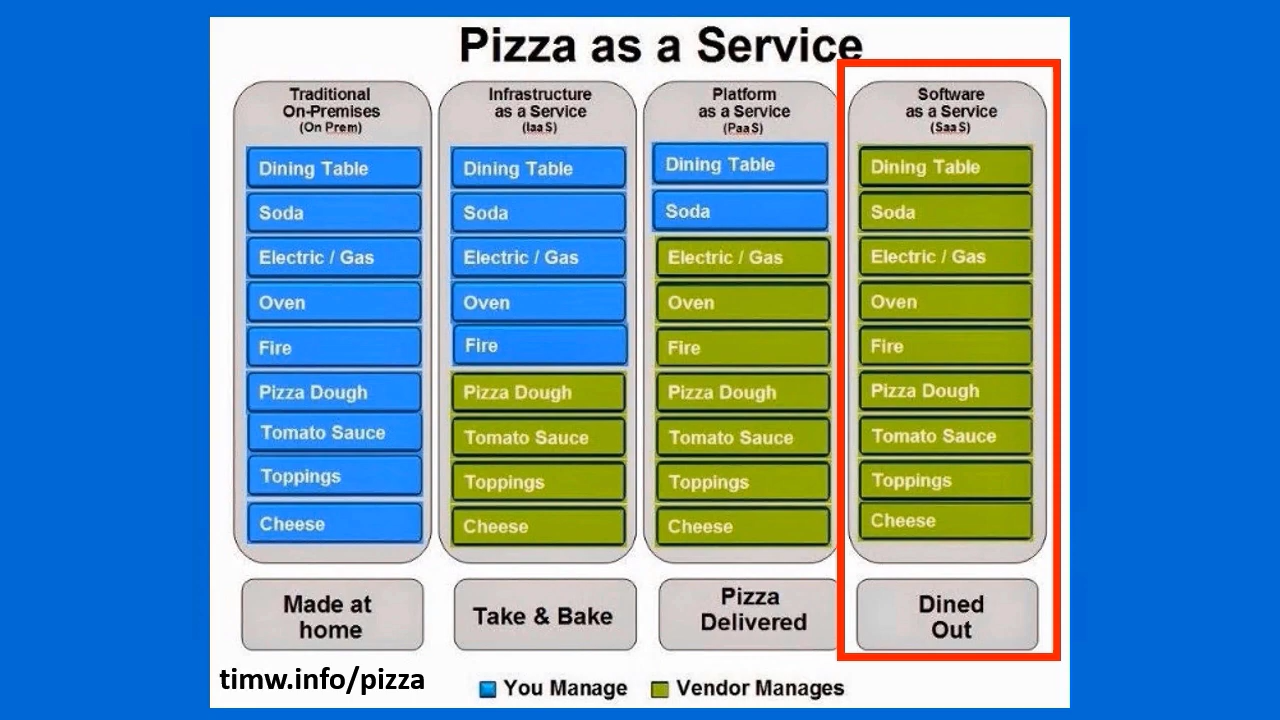 Pizza as a Service
Traditional
On-Premises
(On Prem)
Dining Table
Soda
Electric / Gas
Oven
Fire
Pizza Dough
Tomato Sauce
Toppings
Cheese
Made at
home
Infrastructure
as a Service
(IaaS)
Dining Table
Soda
Electric / Gas
Oven
Fire
Pizza Dough
Tomato Sauce
Toppings
Cheese
Take & Bake
Platform
as a Service
(PaaS)
Dining Table
Soda
Electric / Gas
Oven
Fire
Pizza Dough
Tomato Sauce
Toppings
Cheese
Pizza
Delivered
Software
as a Service
(SaaS)
Dining Table
Soda
Electric / Gas
Oven
Fire
Pizza Dough
Tomato Sauce
Toppings
Cheese
Dined
Out
timw.info/pizza
You Manage
Vendor Manages